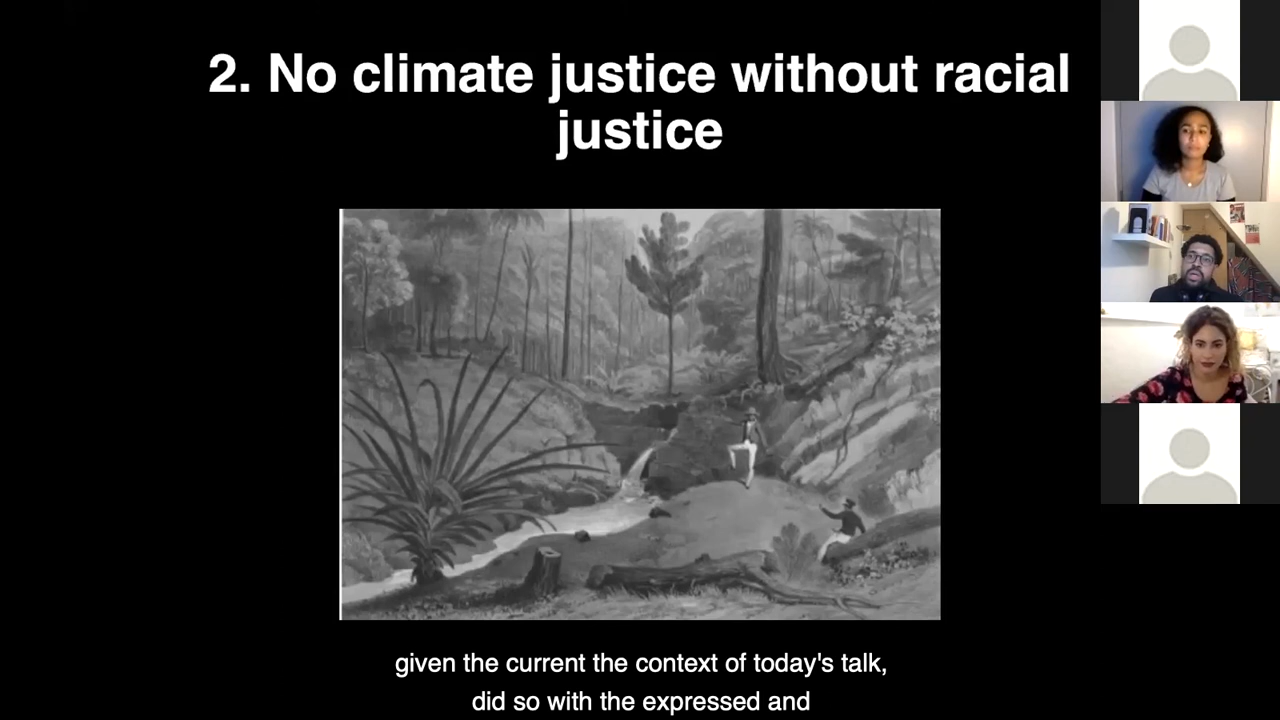 2. No climate justice without racial
justice
given the current the context of today's talk,
did so with the expressed and